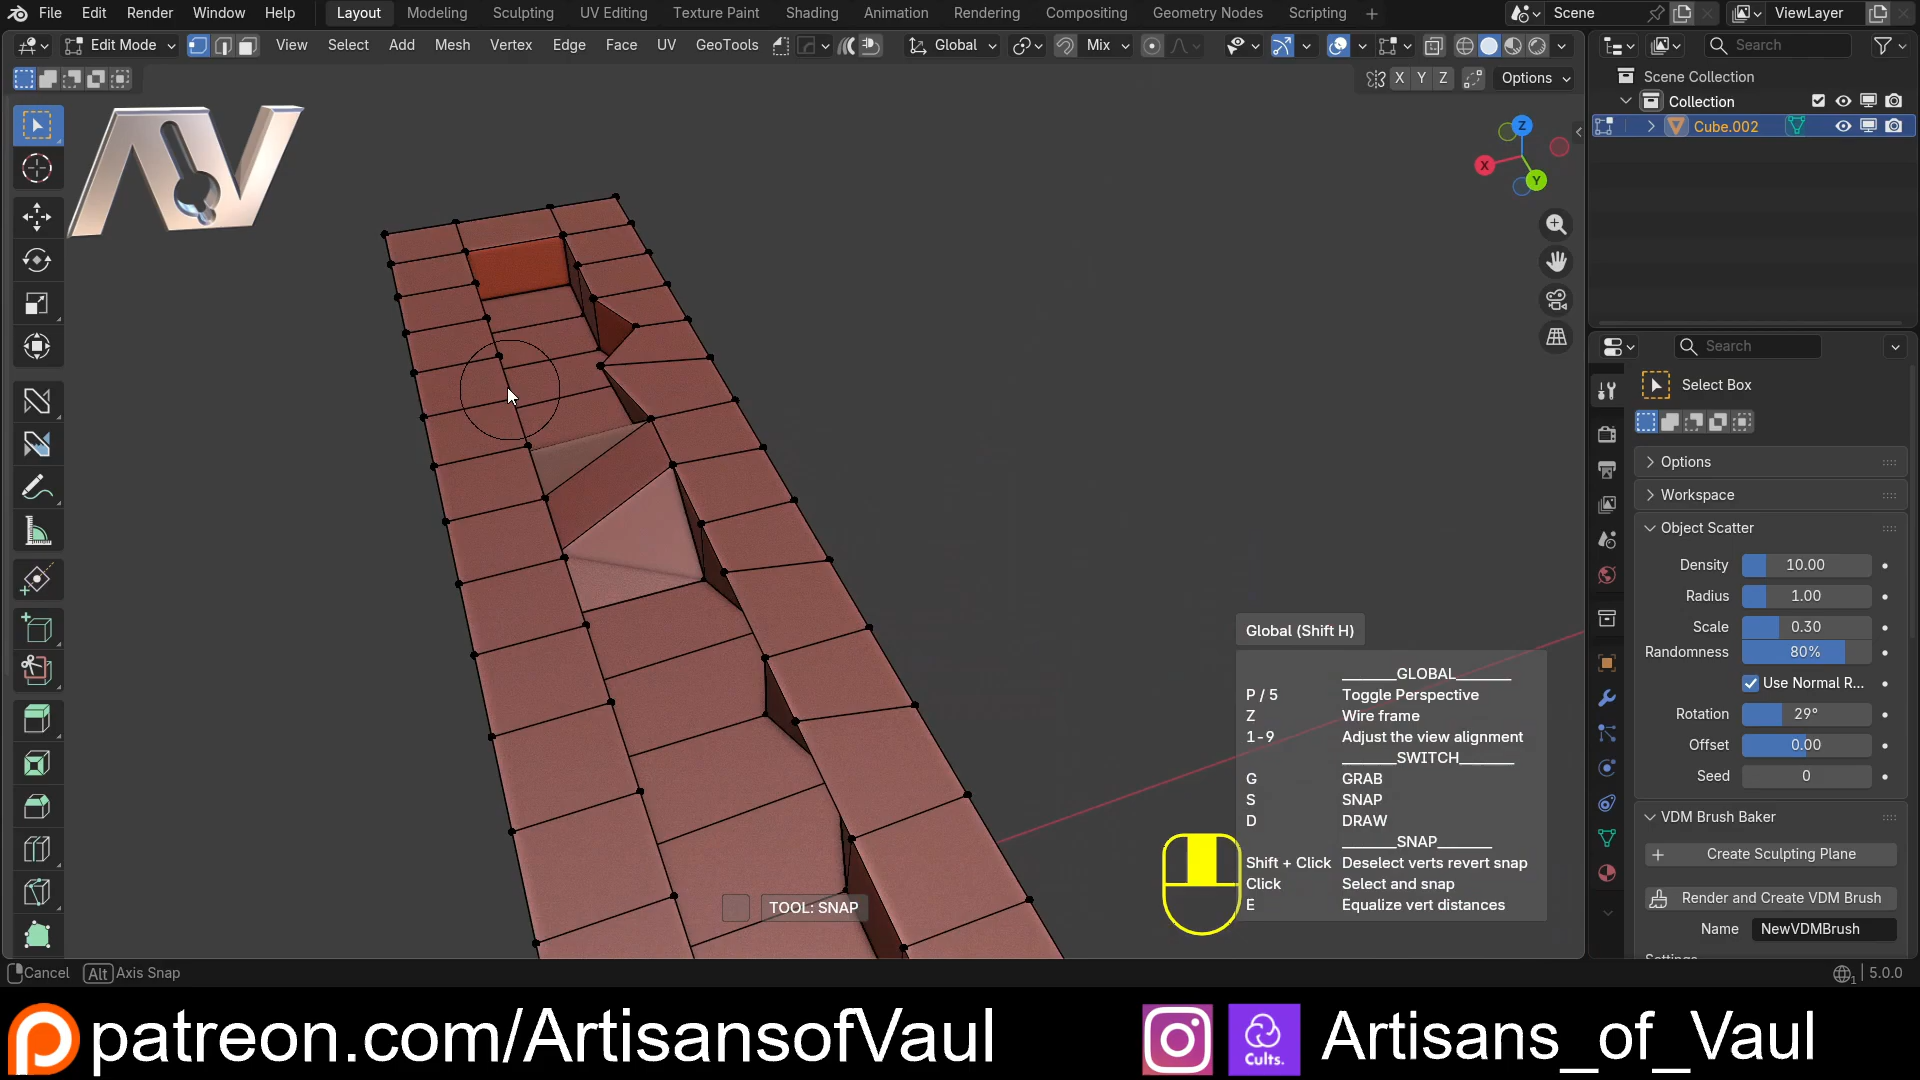 File Edit Render Window Help Layout Modeling Sculpting UV Editing Texture Paint Shading Animation Rendering Compositing Geometry Nodes Scripting + Scene ViewLayer
Edit Mode View Select Add Mesh Vertex Edge Face UV GeoTools Global Mix Search
X Y Z Options
Scene Collection
Collection
Cube.002
Z
X
Y
Search
Select Box
Options
Workspace
Object Scatter
Density 10.00
Radius 1.00
Scale 0.30
Randomness 80%
Use Normal R...
Rotation 29°
Offset 0.00
Seed 0
VDM Brush Baker
Create Sculpting Plane
Render and Create VDM Brush
Name NewVDMBrush
Global (Shift H)
_____GLOBAL_____
P / 5 Toggle Perspective
Z Wire frame
1-9 Adjust the view alignment
_____SWITCH_____
G GRAB
S SNAP
D DRAW
_____SNAP_____
Shift + Click Deselect verts revert snap
Click Select and snap
E Equalize vert distances
TOOL: SNAP
Cancel Alt Axis Snap
5.0.0
patreon.com/ArtisansofVaul
Cults.
Artisans_of_Vaul